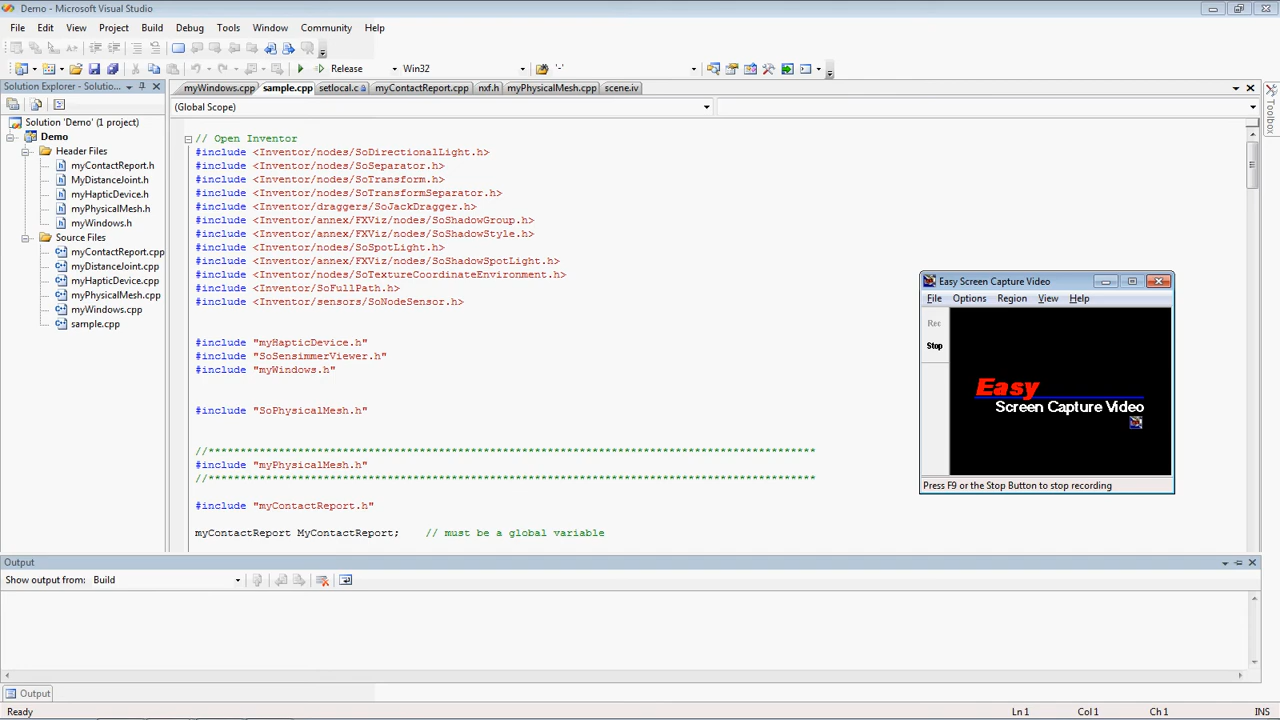 Demo - Microsoft Visual Studio
File Edit View Project Build Debug Tools Window Community Help
Release Win32 '-'
Solution Explorer - Solutio...
myWindows.cpp sample.cpp setlocal.c myContactReport.cpp nxf.h myPhysicalMesh.cpp scene.iv
(Global Scope)
Toolbox
Solution 'Demo' (1 project)
Demo
Header Files
myContactReport.h
MyDistanceJoint.h
myHapticDevice.h
myPhysicalMesh.h
myWindows.h
Source Files
myContactReport.cpp
myDistanceJoint.cpp
myHapticDevice.cpp
myPhysicalMesh.cpp
myWindows.cpp
sample.cpp
// Open Inventor
#include <Inventor/nodes/SoDirectionalLight.h>
#include <Inventor/nodes/SoSeparator.h>
#include <Inventor/nodes/SoTransform.h>
#include <Inventor/nodes/SoTransformSeparator.h>
#include <Inventor/draggers/SoJackDragger.h>
#include <Inventor/annex/FXViz/nodes/SoShadowGroup.h>
#include <Inventor/annex/FXViz/nodes/SoShadowStyle.h>
#include <Inventor/nodes/SoSpotLight.h>
#include <Inventor/annex/FXViz/nodes/SoShadowSpotLight.h>
#include <Inventor/nodes/SoTextureCoordinateEnvironment.h>
#include <Inventor/SoFullPath.h>
#include <Inventor/sensors/SoNodeSensor.h>
#include "myHapticDevice.h"
#include "SoSensimmerViewer.h"
#include "myWindows.h"
#include "SoPhysicalMesh.h"
//***********************************************************************************************
#include "myPhysicalMesh.h"
//***********************************************************************************************
#include "myContactReport.h"
myContactReport MyContactReport; // must be a global variable
Easy Screen Capture Video
File Options Region View Help
Rec
Stop
Easy
Screen Capture Video
Press F9 or the Stop Button to stop recording
Output
Show output from: Build
Output
Ready Ln 1 Col 1 Ch 1 INS